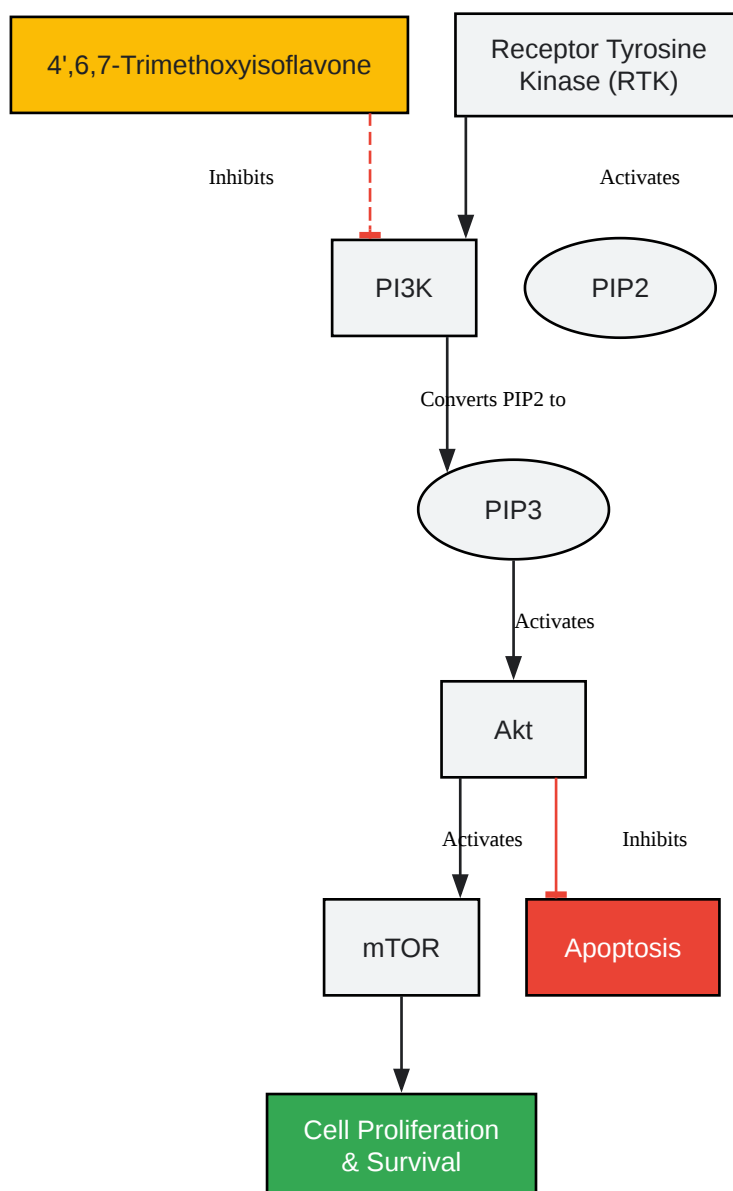 4',6,7-Trimethoxyisoflavone
Receptor Tyrosine
Kinase (RTK)
Inhibits
Activates
PI3K
PIP2
Converts PIP2 to
PIP3
Activates
Akt
Activates
Inhibits
mTOR
Apoptosis
Cell Proliferation
& Survival